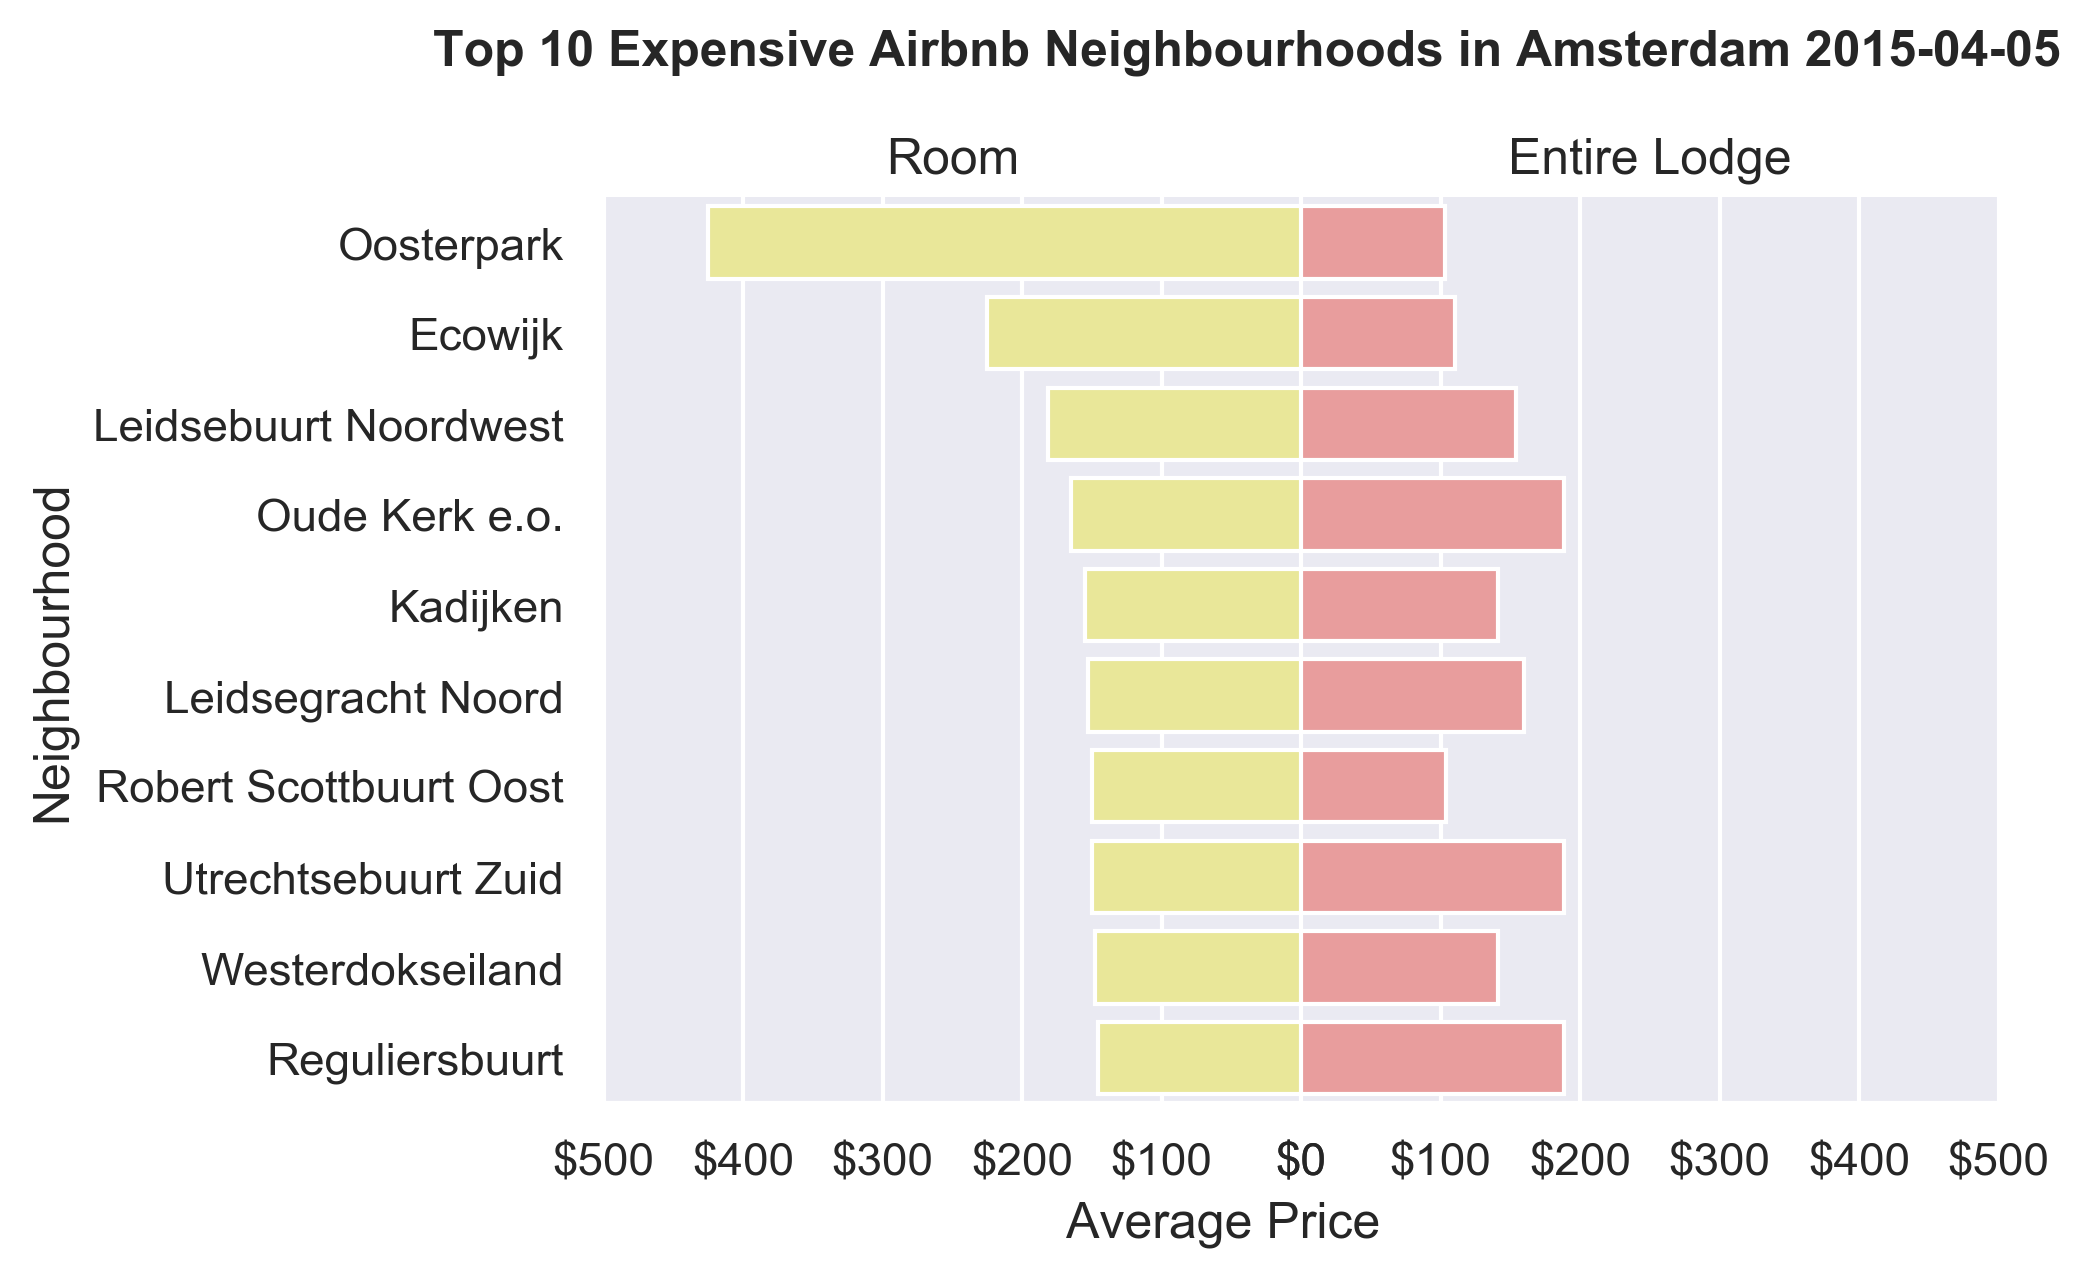 Top 10 Expensive Airbnb Neighbourhoods in Amsterdam 2015-04-05
Room Entire Lodge
Neighbourhood
Oosterpark
Ecowijk
Leidsebuurt Noordwest
Oude Kerk e.o.
Kadijken
Leidsegracht Noord
Robert Scottbuurt Oost
Utrechtsebuurt Zuid
Westerdokseiland
Reguliersbuurt
$500 $400 $300 $200 $100 $0 $100 $200 $300 $400 $500
Average Price